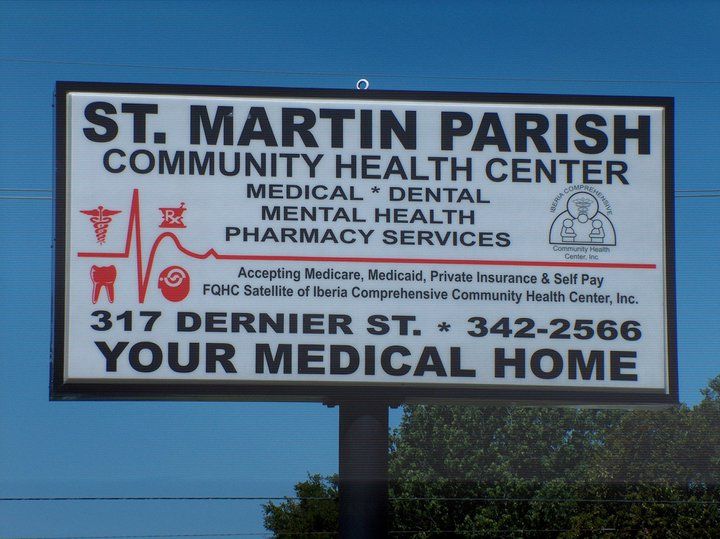 ST. MARTIN PARISH
COMMUNITY HEALTH CENTER
MEDICAL * DENTAL
MENTAL HEALTH
PHARMACY SERVICES
IBERIA COMPREHENSIVE
Community Health
Center, Inc
Rx
Accepting Medicare, Medicaid, Private Insurance & Self Pay
FQHC Satellite of Iberia Comprehensive Community Health Center, Inc.
317 DERNIER ST. * 342-2566
YOUR MEDICAL HOME